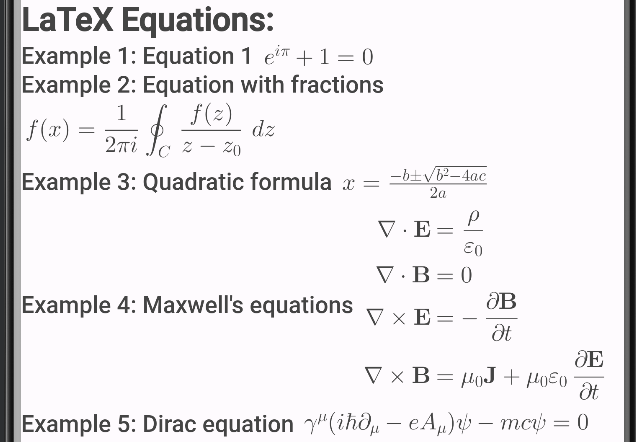 LaTeX Equations:
Example 1: Equation 1 $e^{i\pi} + 1 = 0$
Example 2: Equation with fractions
$f(x) = \frac{1}{2\pi i} \oint_C \frac{f(z)}{z - z_0} \, dz$
Example 3: Quadratic formula $x = \frac{-b \pm \sqrt{b^2 - 4ac}}{2a}$
$\nabla \cdot \mathbf{E} = \frac{\rho}{\varepsilon_0}$
$\nabla \cdot \mathbf{B} = 0$
Example 4: Maxwell's equations $\nabla \times \mathbf{E} = -\frac{\partial \mathbf{B}}{\partial t}$
$\nabla \times \mathbf{B} = \mu_0 \mathbf{J} + \mu_0 \varepsilon_0 \frac{\partial \mathbf{E}}{\partial t}$
Example 5: Dirac equation $\gamma^\mu (i\hbar \partial_\mu - eA_\mu)\psi - mc\psi = 0$